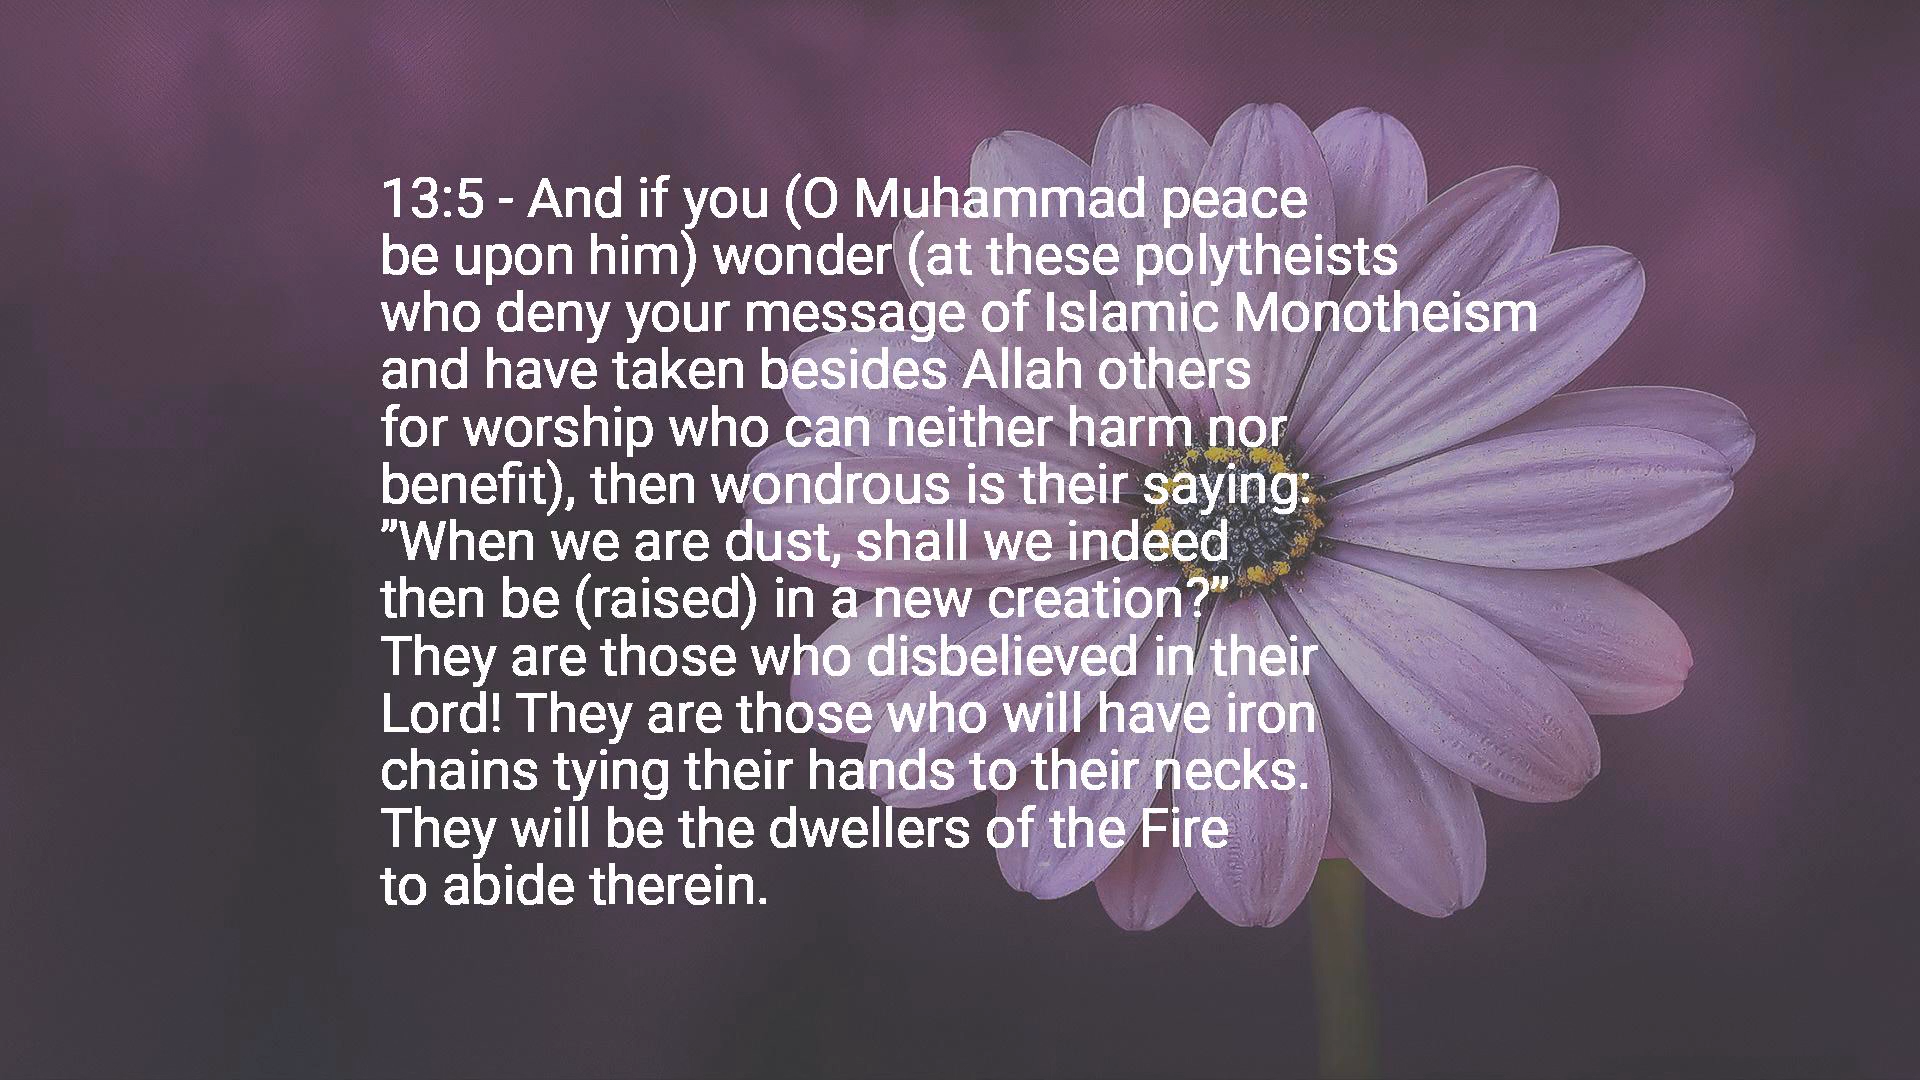 13:5 - And if you (O Muhammad peace
be upon him) wonder (at these polytheists
who deny your message of Islamic Monotheism
and have taken besides Allah others
for worship who can neither harm nor
benefit), then wondrous is their saying:
”When we are dust, shall we indeed
then be (raised) in a new creation?”
They are those who disbelieved in their
Lord! They are those who will have iron
chains tying their hands to their necks.
They will be the dwellers of the Fire
to abide therein.